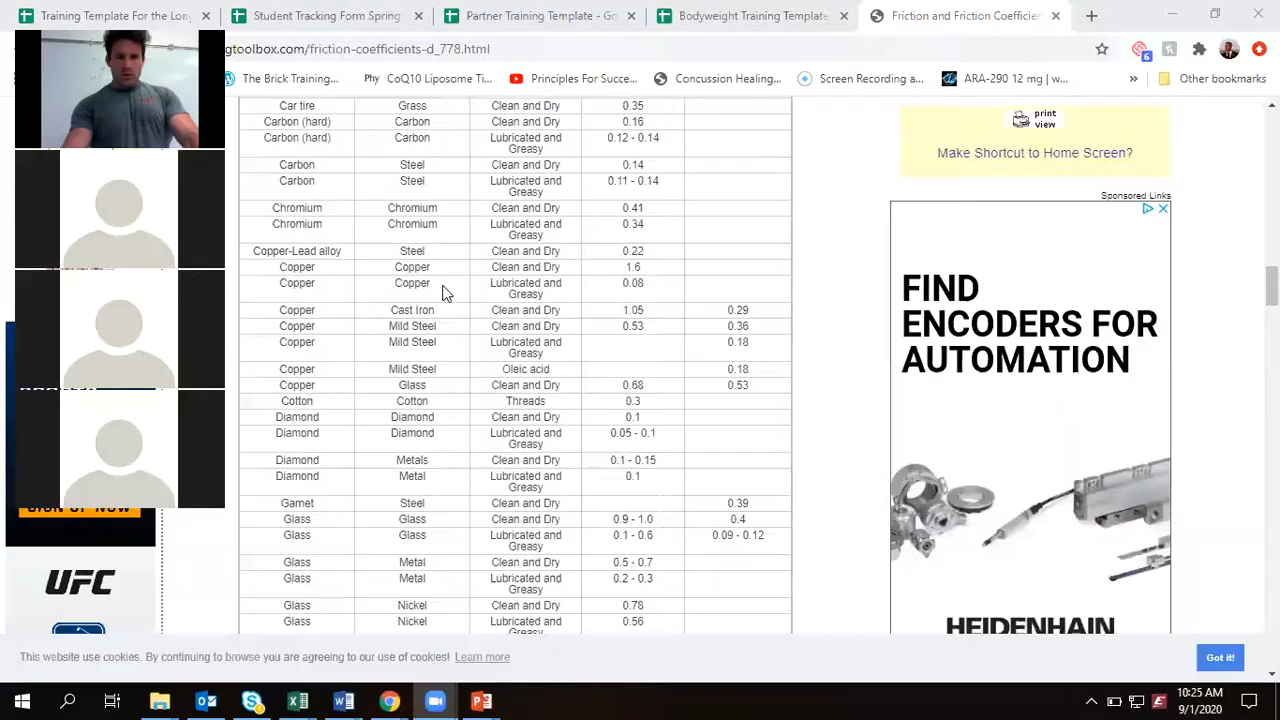 Training Template For the Long
Student Tracking Form Spring
Partner Training Template - Go
Bodyweight Training Template
Friction and Friction Coefficie
gtoolbox.com/friction-coefficients-d_778.html
6
The Brick Training...
Phy CoQ10 Liposome Ti...
Principles For Succe...
Concussion Healing...
Screen Recording a...
ARA-290 12 mg | w...
»
Other bookmarks
Car tire Grass Clean and Dry 0.35
Carbon (hard) Carbon Clean and Dry 0.16
Carbon (hard) Carbon Lubricated and Greasy 0.12 - 0.14
Carbon Steel Clean and Dry 0.14
Carbon Steel Lubricated and Greasy 0.11 - 0.14
Chromium Chromium Clean and Dry 0.41
Chromium Chromium Lubricated and Greasy 0.34
Copper-Lead alloy Steel Clean and Dry 0.22
Copper Copper Clean and Dry 1.6
Copper Copper Lubricated and Greasy 0.08
Copper Cast Iron Clean and Dry 1.05 0.29
Copper Mild Steel Clean and Dry 0.53 0.36
Copper Mild Steel Lubricated and Greasy 0.18
Copper Mild Steel Oleic acid 0.18
Copper Glass Clean and Dry 0.68 0.53
Cotton Cotton Threads 0.3
Diamond Diamond Clean and Dry 0.1
Diamond Diamond Lubricated and Greasy 0.05 - 0.1
Diamond Metals Clean and Dry 0.1 - 0.15
Diamond Metal Lubricated and Greasy 0.1
Garnet Steel Clean and Dry 0.39
Glass Glass Clean and Dry 0.9 - 1.0 0.4
Glass Glass Lubricated and Greasy 0.1 - 0.6 0.09 - 0.12
Glass Metal Clean and Dry 0.5 - 0.7
Glass Metal Lubricated and Greasy 0.2 - 0.3
Glass Nickel Clean and Dry 0.78
Glass Nickel Lubricated and Greasy 0.56
print
view
Make Shortcut to Home Screen?
Sponsored Links
FIND
ENCODERS FOR
AUTOMATION
HEIDENHAIN
SIGN UP NOW
UFC
This website use cookies. By continuing to browse you are agreeing to our use of cookies! Learn more
Got it!
10:25 AM
9/1/2020